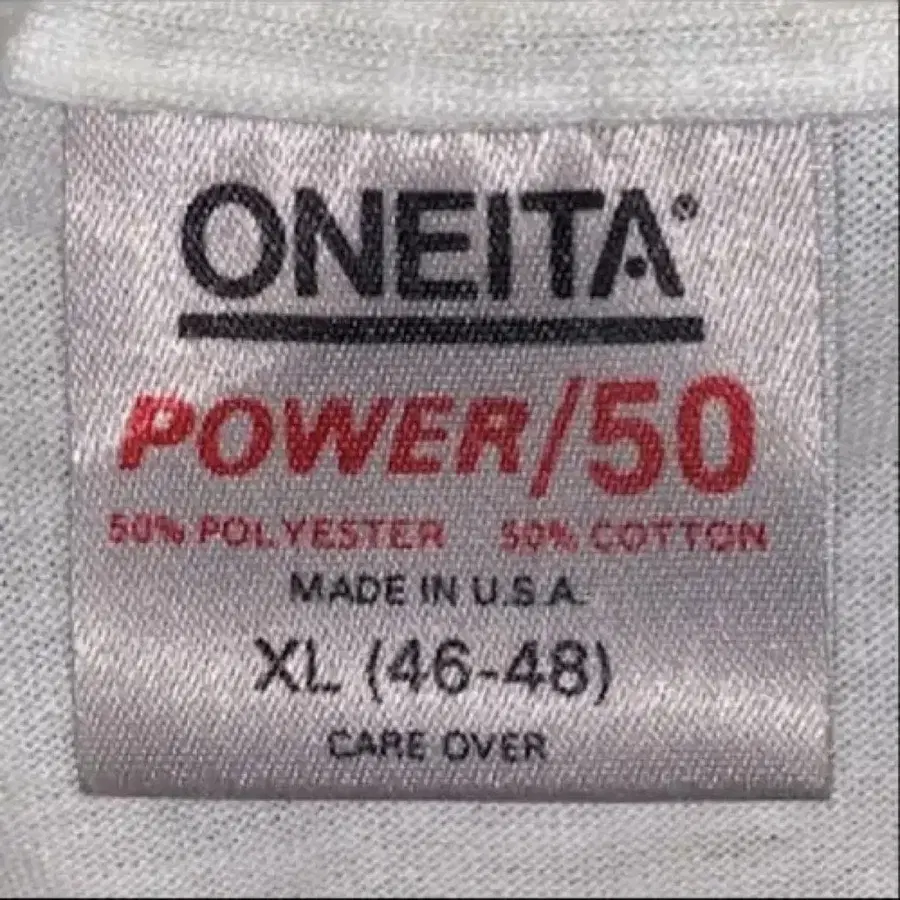 ONEITA®
POWER/50
50% POLYESTER 50% COTTON
MADE IN U.S.A.
XL (46-48)
CARE OVER